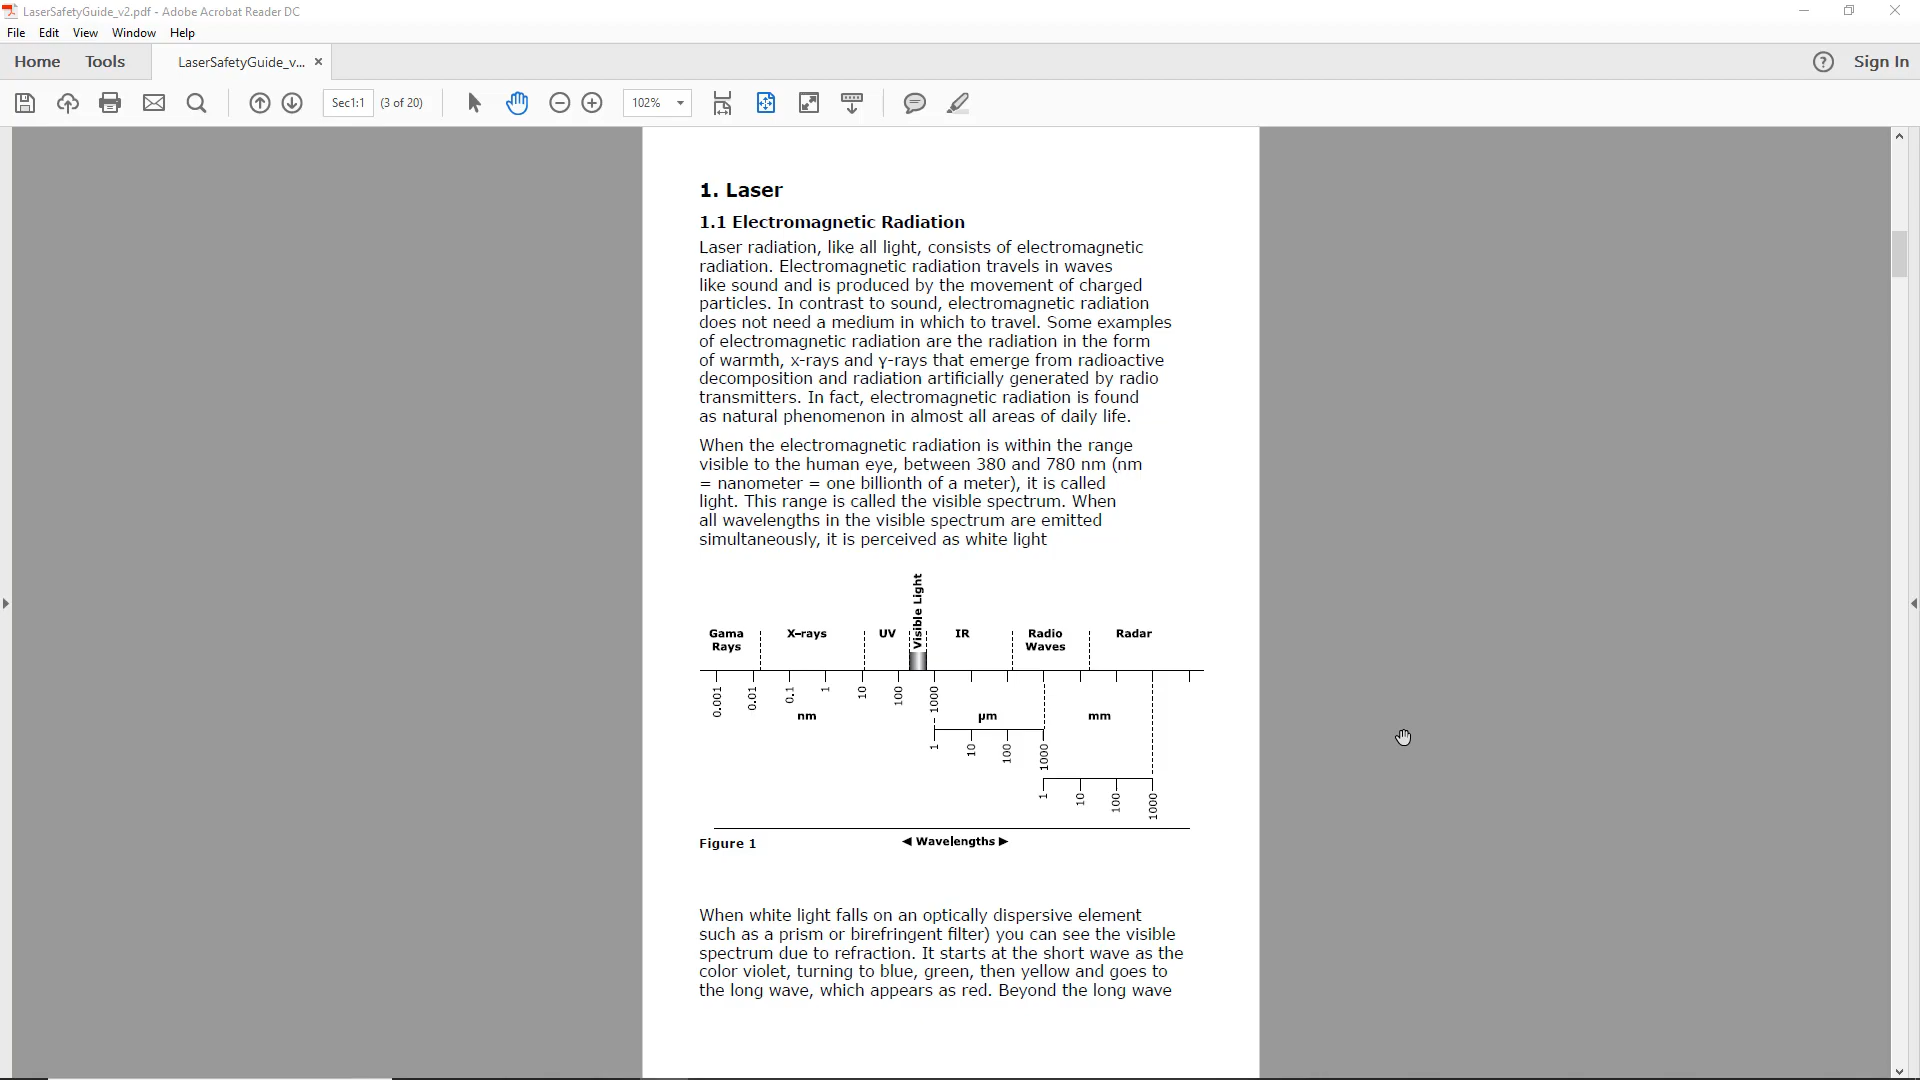 LaserSafetyGuide_v2.pdf - Adobe Acrobat Reader DC
File Edit View Window Help
Home Tools LaserSafetyGuide_v... × ? Sign In
Sec1:1 (3 of 20) 102%
1. Laser
1.1 Electromagnetic Radiation
Laser radiation, like all light, consists of electromagnetic
radiation. Electromagnetic radiation travels in waves
like sound and is produced by the movement of charged
particles. In contrast to sound, electromagnetic radiation
does not need a medium in which to travel. Some examples
of electromagnetic radiation are the radiation in the form
of warmth, x-rays and γ-rays that emerge from radioactive
decomposition and radiation artificially generated by radio
transmitters. In fact, electromagnetic radiation is found
as natural phenomenon in almost all areas of daily life.
When the electromagnetic radiation is within the range
visible to the human eye, between 380 and 780 nm (nm
= nanometer = one billionth of a meter), it is called
light. This range is called the visible spectrum. When
all wavelengths in the visible spectrum are emitted
simultaneously, it is perceived as white light
Visible Light
Gama X-rays UV IR Radio Radar
Rays Waves
0.001 0.01 0.1 1 10 100 1000
nm µm mm
1 10 100 1000
1 10 100 1000
Figure 1 ◀ Wavelengths ▶
When white light falls on an optically dispersive element
such as a prism or birefringent filter) you can see the visible
spectrum due to refraction. It starts at the short wave as the
color violet, turning to blue, green, then yellow and goes to
the long wave, which appears as red. Beyond the long wave